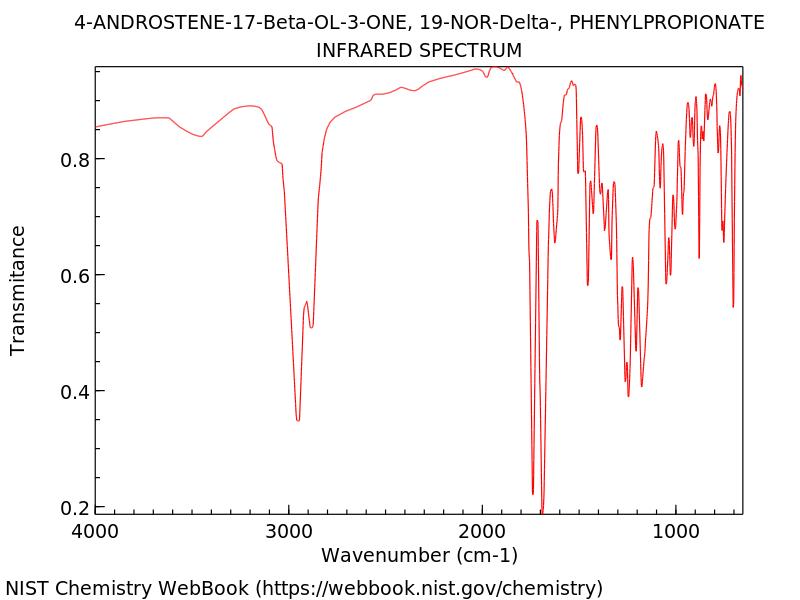 4-ANDROSTENE-17-Beta-OL-3-ONE, 19-NOR-Delta-, PHENYLPROPIONATE
INFRARED SPECTRUM
Transmitance
0.8
0.6
0.4
0.2
4000 3000 2000 1000
Wavenumber (cm-1)
NIST Chemistry WebBook (https://webbook.nist.gov/chemistry)